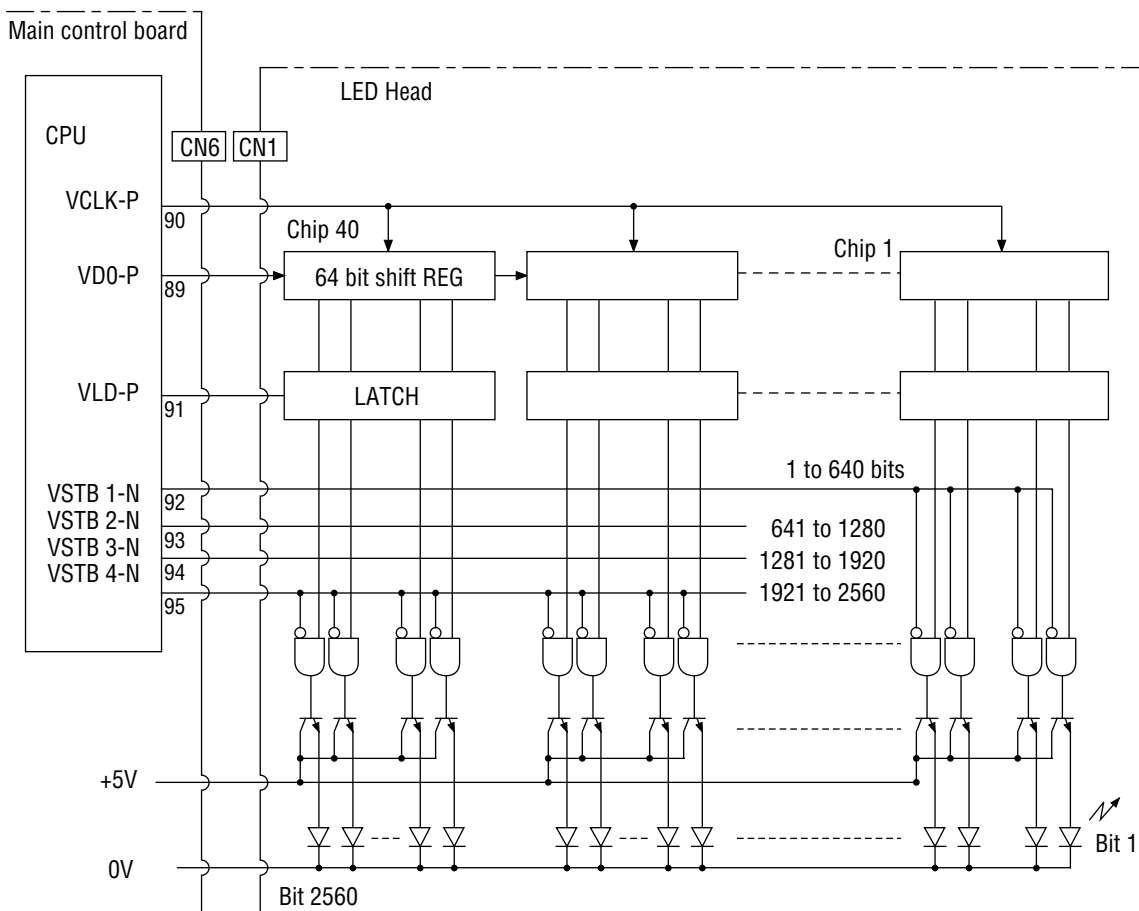 Main control board
LED Head
CPU
CN6
CN1
VCLK-P
90
Chip 40
Chip 1
VD0-P
89
64 bit shift REG
VLD-P
91
LATCH
1 to 640 bits
VSTB 1-N
92
VSTB 2-N
93
641 to 1280
VSTB 3-N
94
1281 to 1920
VSTB 4-N
95
1921 to 2560
+5V
Bit 1
0V
Bit 2560